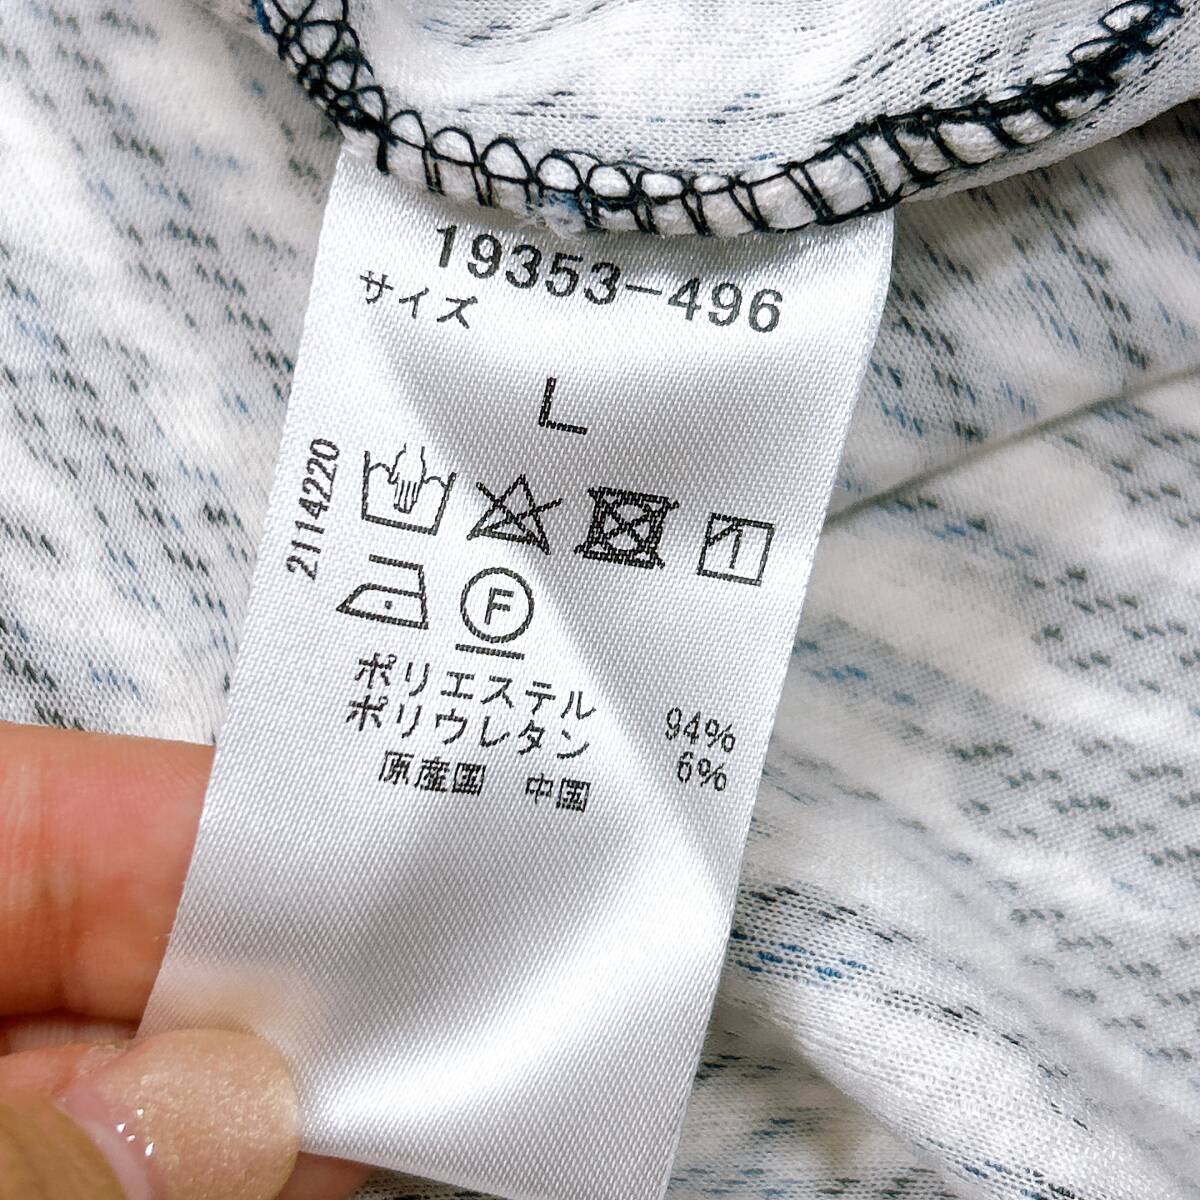 19353-496
サイズ
L
2114220
F
ポリエステル 94%
ポリウレタン 6%
原産国 中国